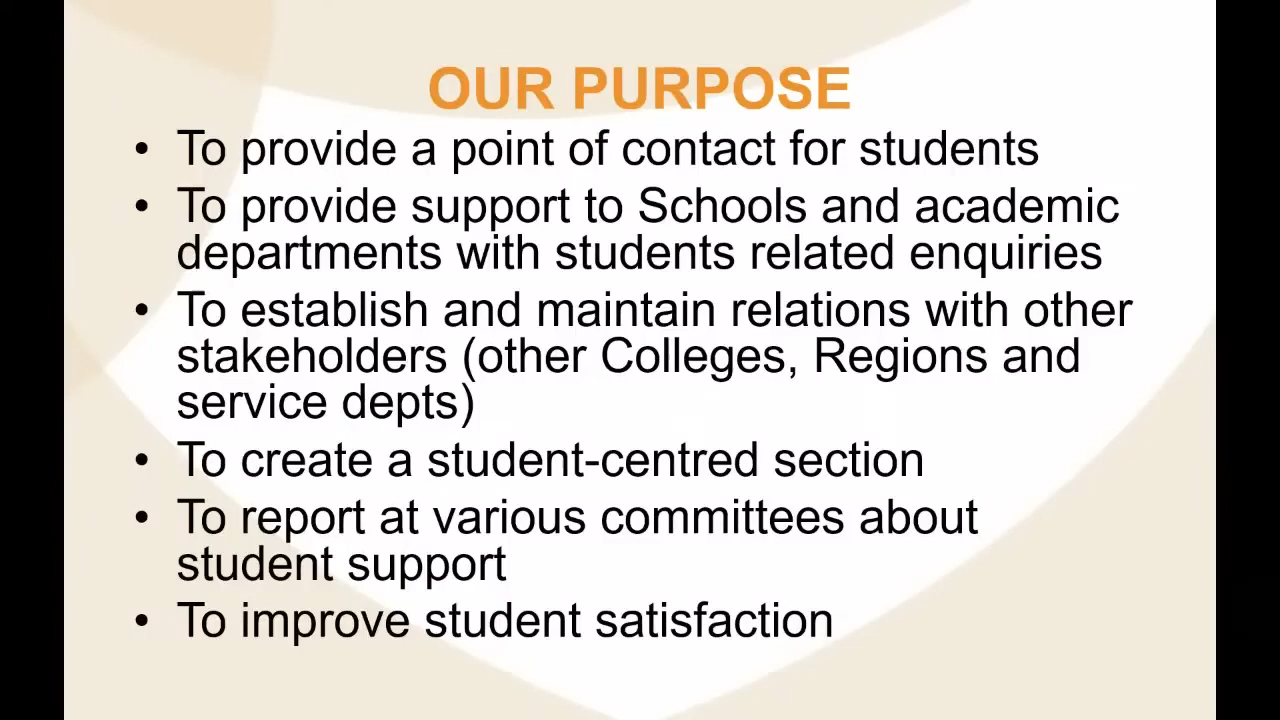 OUR PURPOSE
• To provide a point of contact for students
• To provide support to Schools and academic
departments with students related enquiries
• To establish and maintain relations with other
stakeholders (other Colleges, Regions and
service depts)
• To create a student-centred section
• To report at various committees about
student support
• To improve student satisfaction